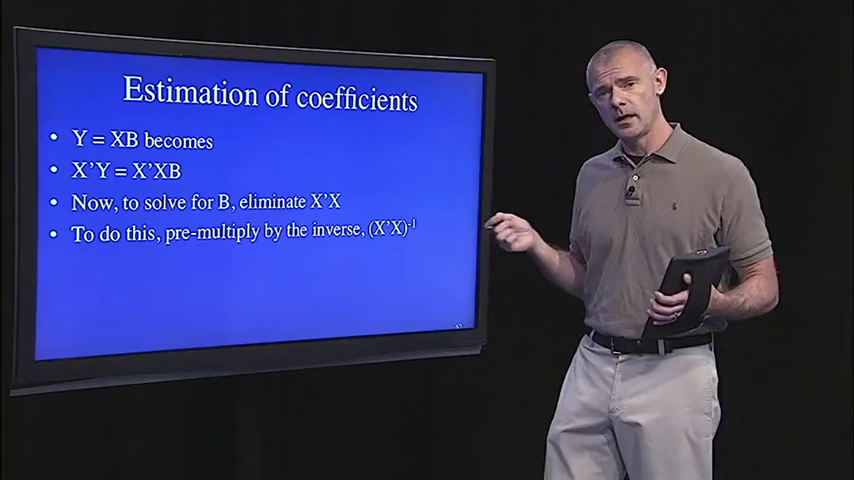 Estimation of coefficients
• Y = XB becomes
• X’Y = X’XB
• Now, to solve for B, eliminate X’X
• To do this, pre-multiply by the inverse, (X’X)⁻¹